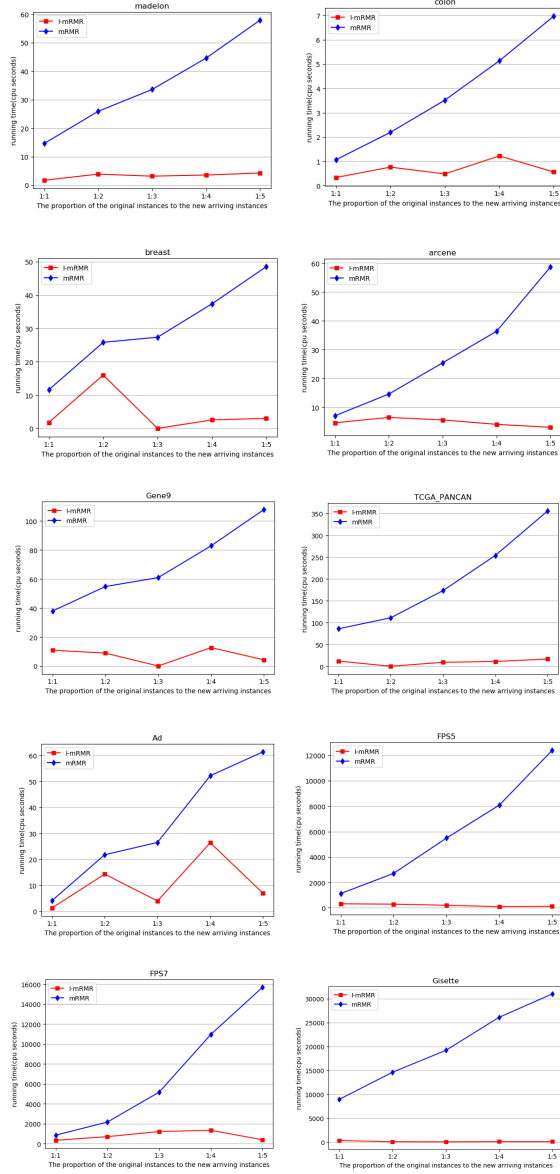 madelon
I-mRMR
mRMR
60
50
40
30
20
10
0
running time(cpu seconds)
1:1 1:2 1:3 1:4 1:5
The proportion of the original instances to the new arriving instances
colon
I-mRMR
mRMR
7
6
5
4
3
2
1
0
running time(cpu seconds)
1:1 1:2 1:3 1:4 1:5
The proportion of the original instances to the new arriving instances
breast
I-mRMR
mRMR
50
40
30
20
10
0
running time(cpu seconds)
1:1 1:2 1:3 1:4 1:5
The proportion of the original instances to the new arriving instances
arcene
I-mRMR
mRMR
60
50
40
30
20
10
running time(cpu seconds)
1:1 1:2 1:3 1:4 1:5
The proportion of the original instances to the new arriving instances
Gene9
I-mRMR
mRMR
100
80
60
40
20
0
running time(cpu seconds)
1:1 1:2 1:3 1:4 1:5
The proportion of the original instances to the new arriving instances
TCGA_PANCAN
I-mRMR
mRMR
350
300
250
200
150
100
50
0
running time(cpu seconds)
1:1 1:2 1:3 1:4 1:5
The proportion of the original instances to the new arriving instances
Ad
I-mRMR
mRMR
60
50
40
30
20
10
0
running time(cpu seconds)
1:1 1:2 1:3 1:4 1:5
The proportion of the original instances to the new arriving instances
FPS5
I-mRMR
mRMR
12000
10000
8000
6000
4000
2000
0
running time(cpu seconds)
1:1 1:2 1:3 1:4 1:5
The proportion of the original instances to the new arriving instances
FPS7
I-mRMR
mRMR
16000
14000
12000
10000
8000
6000
4000
2000
0
running time(cpu seconds)
1:1 1:2 1:3 1:4 1:5
The proportion of the original instances to the new arriving instances
Gisette
I-mRMR
mRMR
30000
25000
20000
15000
10000
5000
0
running time(cpu seconds)
1:1 1:2 1:3 1:4 1:5
The proportion of the original instances to the new arriving instances